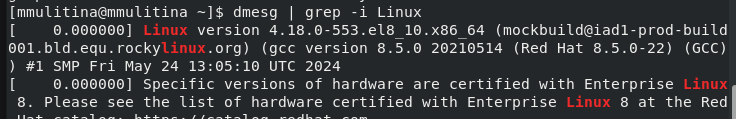 [mmulitina@mmulitina ~]$ dmesg | grep -i Linux
[    0.000000] Linux version 4.18.0-553.el8_10.x86_64 (mockbuild@iad1-prod-build
001.bld.equ.rockylinux.org) (gcc version 8.5.0 20210514 (Red Hat 8.5.0-22) (GCC)
) #1 SMP Fri May 24 13:05:10 UTC 2024
[    0.000000] Specific versions of hardware are certified with Enterprise Linux
 8. Please see the list of hardware certified with Enterprise Linux 8 at the Red
 Hat catalog: https://catalog.redhat.com